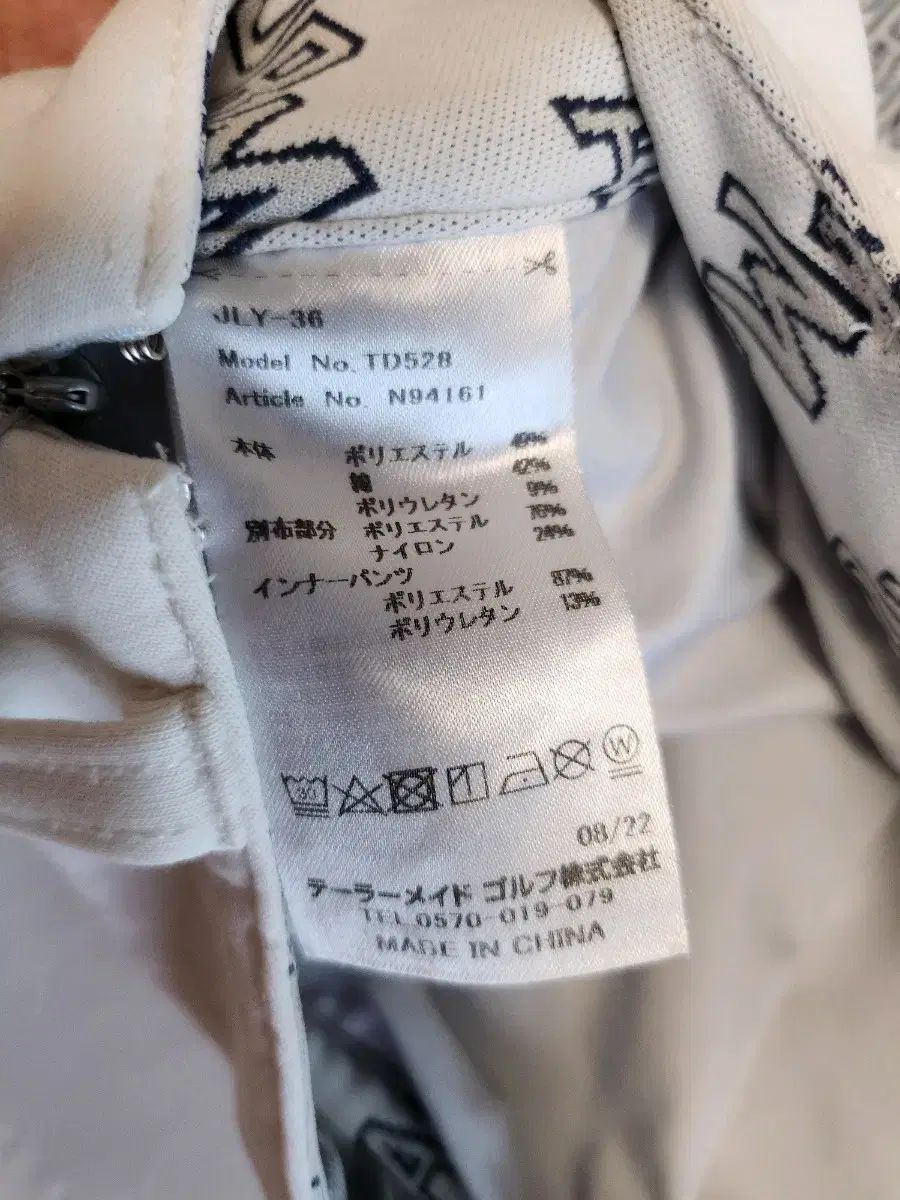 JLY-36
Model No. TD528
Article No. N94161
本体 ポリエステル 49%
綿 42%
ポリウレタン 9%
別布部分 ポリエステル 76%
ナイロン 24%
インナーパンツ
ポリエステル 87%
ポリウレタン 13%
30
W
08/22
テーラーメイド ゴルフ株式会社
TEL 0570-019-079
MADE IN CHINA